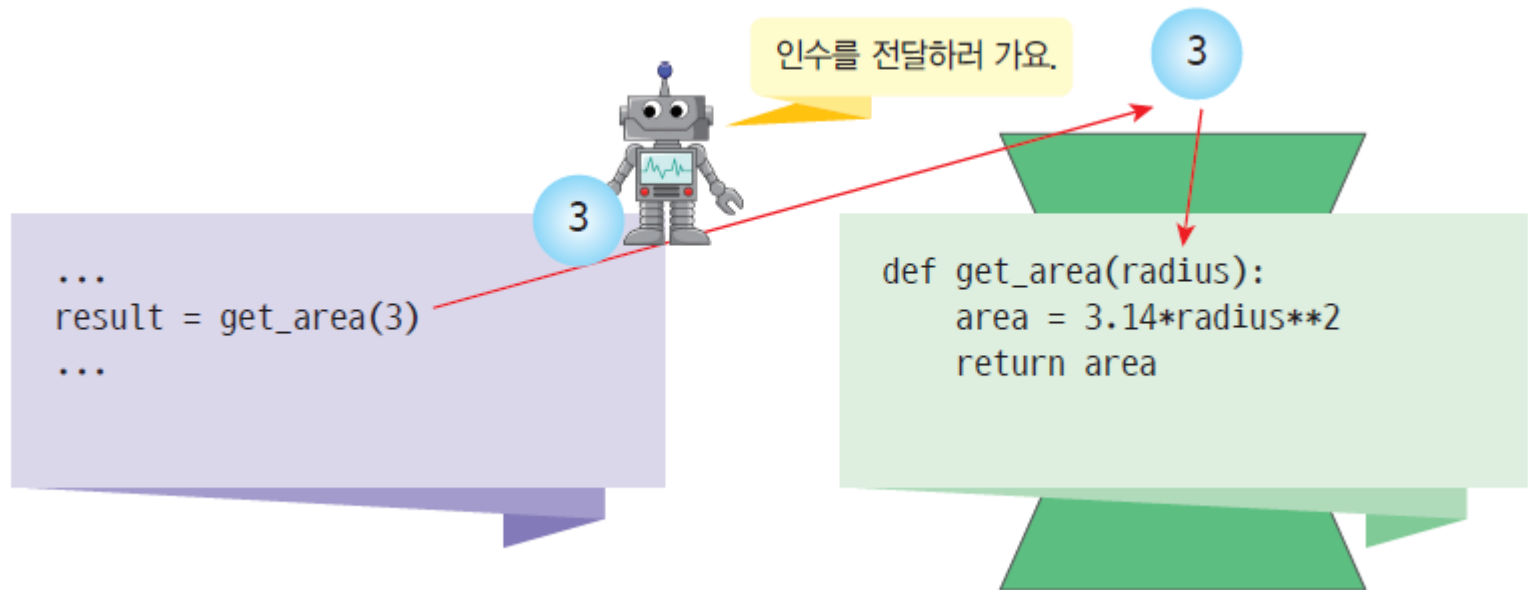 인수를 전달하러 가요.
3
3
...
result = get_area(3)
...
def get_area(radius):
    area = 3.14*radius**2
    return area